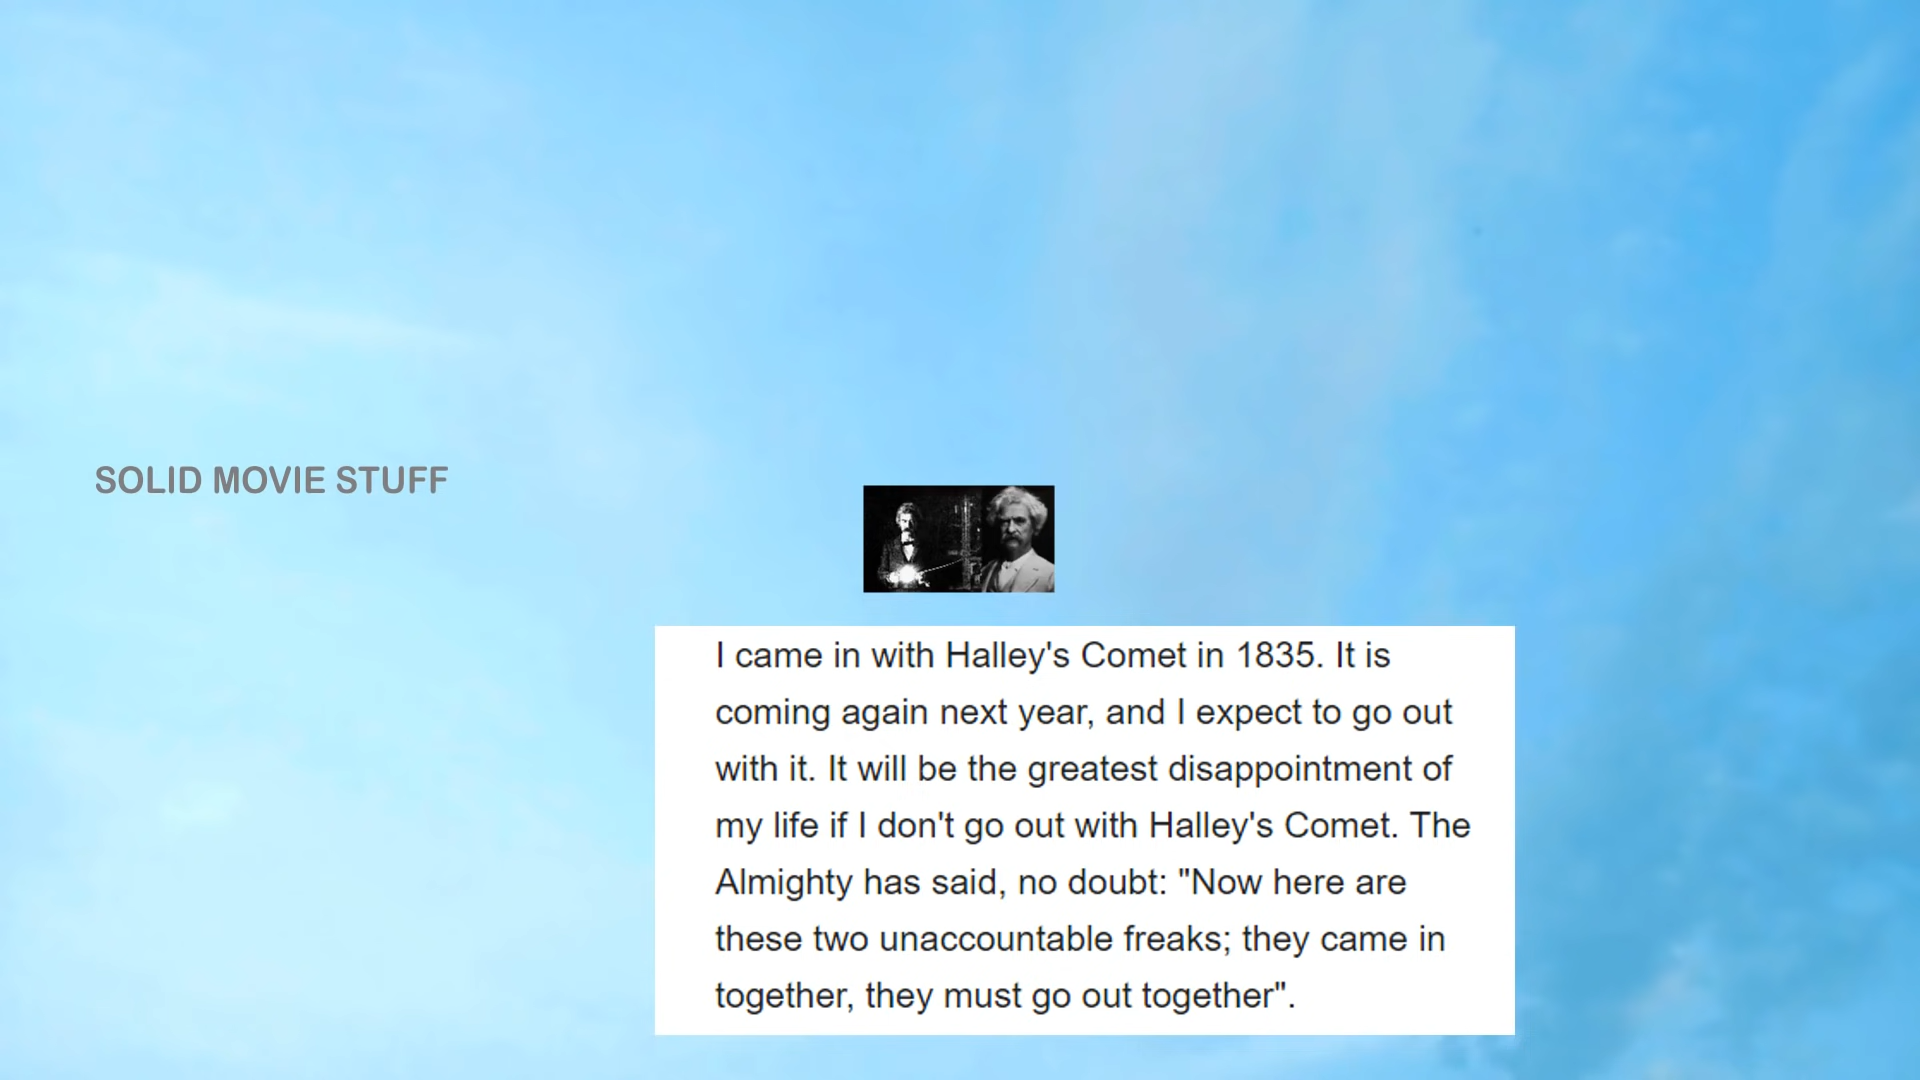 SOLID MOVIE STUFF
I came in with Halley's Comet in 1835. It is
coming again next year, and I expect to go out
with it. It will be the greatest disappointment of
my life if I don't go out with Halley's Comet. The
Almighty has said, no doubt: "Now here are
these two unaccountable freaks; they came in
together, they must go out together".